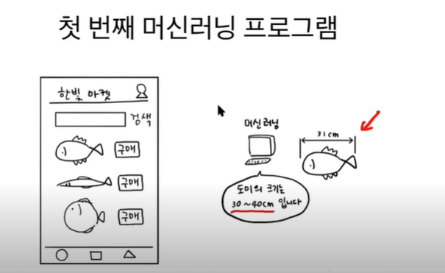 첫 번째 머신러닝 프로그램
한빛 마켓
검색
구매
구매
구매
머신러닝
31cm
도미의 크기는
30~40cm 입니다